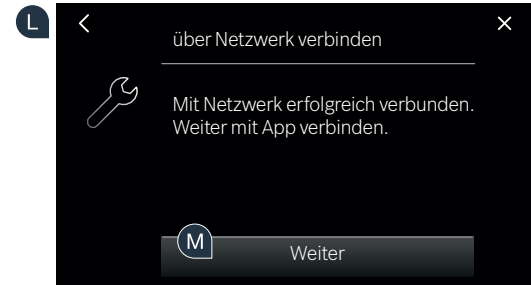 L
über Netzwerk verbinden
Mit Netzwerk erfolgreich verbunden.
Weiter mit App verbinden.
M
Weiter